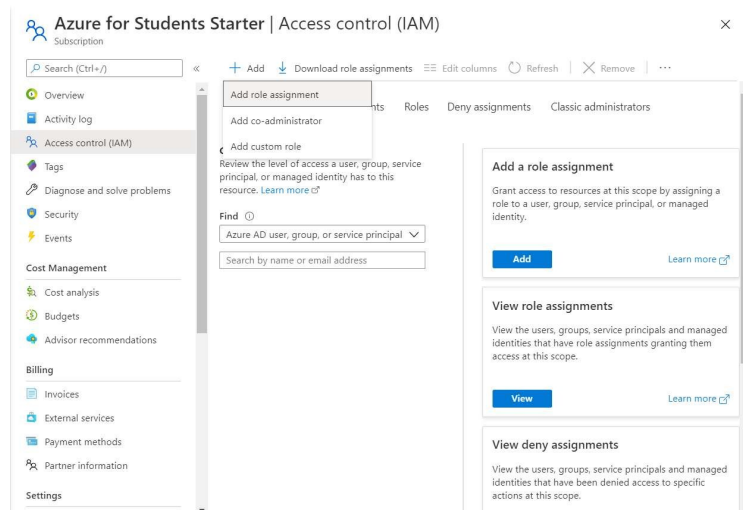 Azure for Students Starter | Access control (IAM)
Subscription
Search (Ctrl+/)
Overview
Activity log
Access control (IAM)
Tags
Diagnose and solve problems
Security
Events
Cost Management
Cost analysis
Budgets
Advisor recommendations
Billing
Invoices
External services
Payment methods
Partner information
Settings
+ Add Download role assignments Edit columns Refresh | Remove | ...
Add role assignment
Add co-administrator
Add custom role
Roles Deny assignments Classic administrators
Review the level of access a user, group, service
principal, or managed identity has to this
resource. Learn more
Find
Azure AD user, group, or service principal
Search by name or email address
Add a role assignment
Grant access to resources at this scope by assigning a
role to a user, group, service principal, or managed
identity.
Add Learn more
View role assignments
View the users, groups, service principals and managed
identities that have role assignments granting them
access at this scope.
View Learn more
View deny assignments
View the users, groups, service principals and managed
identities that have been denied access to specific
actions at this scope.